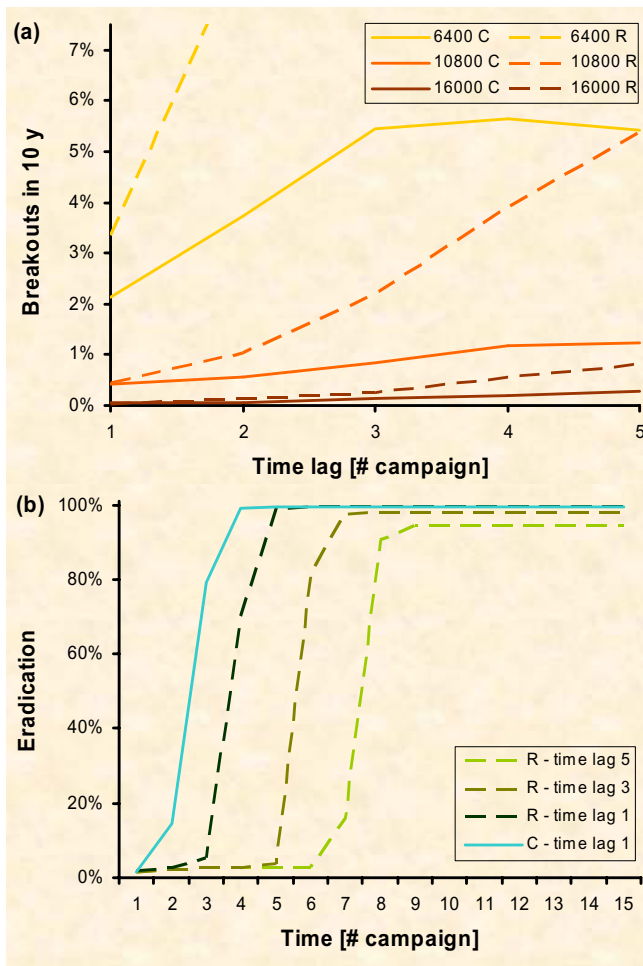 (a)
7%
6%
5%
4%
3%
2%
1%
0%
Breakouts in 10 y
6400 C 6400 R
10800 C 10800 R
16000 C 16000 R
1 2 3 4 5
Time lag [# campaign]
(b)
100%
80%
60%
40%
20%
0%
Eradication
R - time lag 5
R - time lag 3
R - time lag 1
C - time lag 1
1 2 3 4 5 6 7 8 9 10 11 12 13 14 15
Time [# campaign]